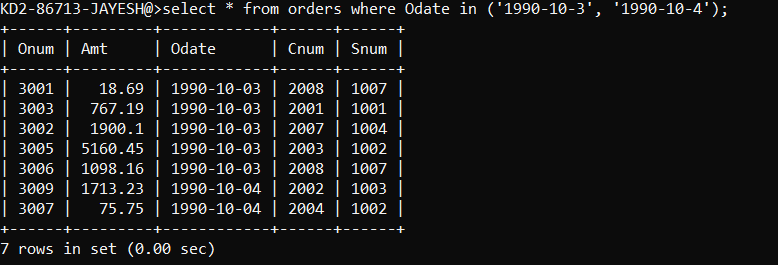 KD2-86713-JAYESH@>select * from orders where Odate in ('1990-10-3', '1990-10-4');
+------+---------+------------+------+------+
| Onum | Amt     | Odate      | Cnum | Snum |
+------+---------+------------+------+------+
| 3001 |   18.69 | 1990-10-03 | 2008 | 1007 |
| 3003 |  767.19 | 1990-10-03 | 2001 | 1001 |
| 3002 |  1900.1 | 1990-10-03 | 2007 | 1004 |
| 3005 | 5160.45 | 1990-10-03 | 2003 | 1002 |
| 3006 | 1098.16 | 1990-10-03 | 2008 | 1007 |
| 3009 | 1713.23 | 1990-10-04 | 2002 | 1003 |
| 3007 |   75.75 | 1990-10-04 | 2004 | 1002 |
+------+---------+------------+------+------+
7 rows in set (0.00 sec)